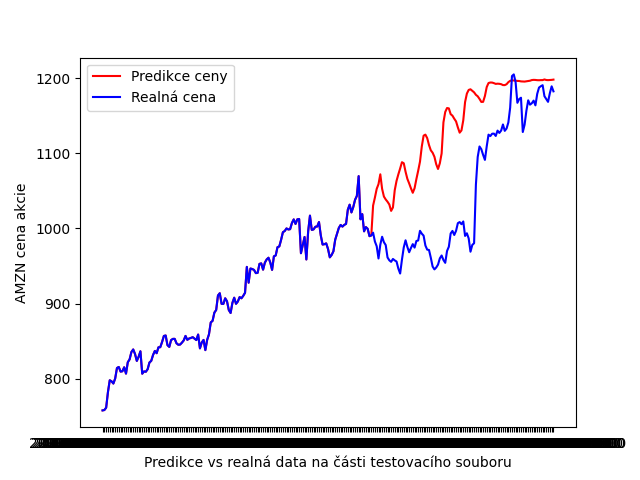 Predikce ceny
Realná cena
1200
1100
1000
900
800
AMZN cena akcie
Predikce vs realná data na části testovacího souboru